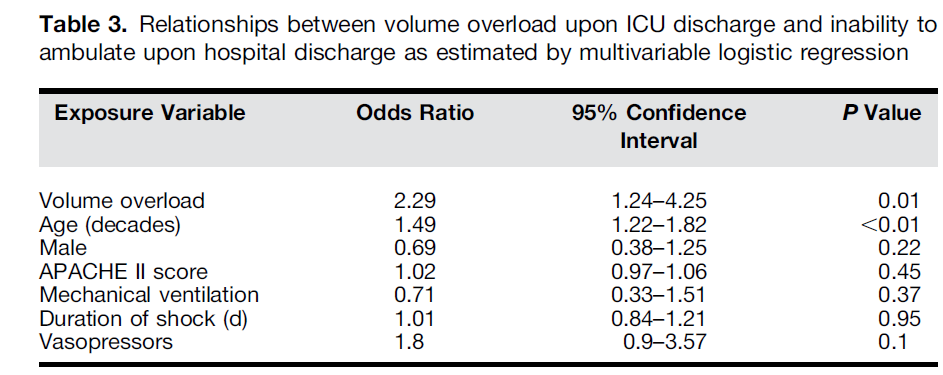 Table 3. Relationships between volume overload upon ICU discharge and inability to
ambulate upon hospital discharge as estimated by multivariable logistic regression
Exposure Variable Odds Ratio 95% Confidence Interval P Value
Volume overload 2.29 1.24–4.25 0.01
Age (decades) 1.49 1.22–1.82 <0.01
Male 0.69 0.38–1.25 0.22
APACHE II score 1.02 0.97–1.06 0.45
Mechanical ventilation 0.71 0.33–1.51 0.37
Duration of shock (d) 1.01 0.84–1.21 0.95
Vasopressors 1.8 0.9–3.57 0.1